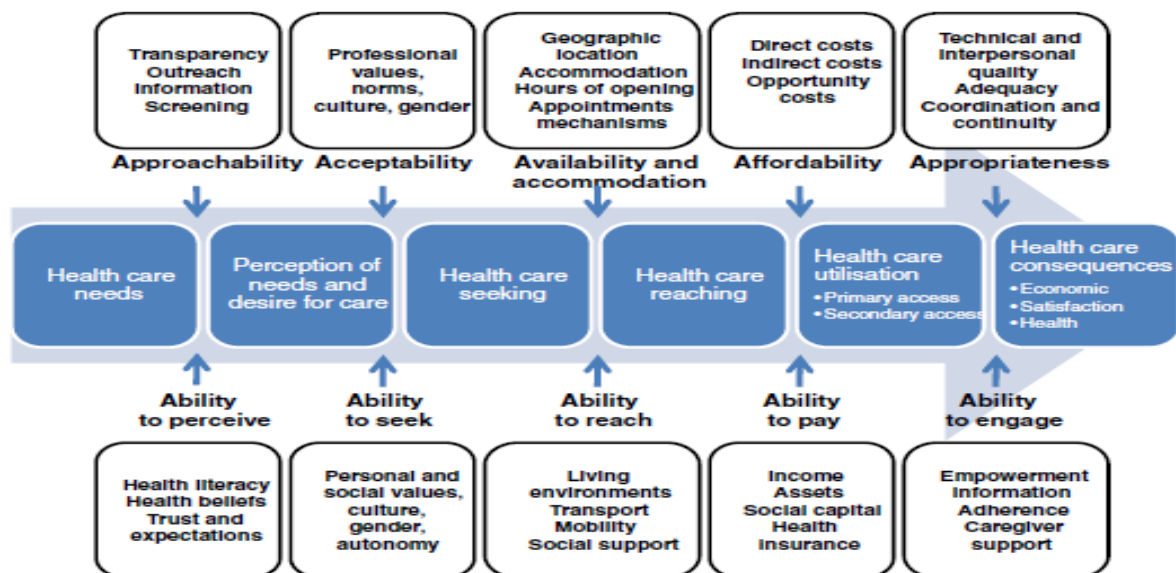 Transparency
Outreach
Information
Screening
Professional
values,
norms,
culture, gender
Geographic
location
Accommodation
Hours of opening
Appointments
mechanisms
Direct costs
Indirect costs
Opportunity
costs
Technical and
interpersonal
quality
Adequacy
Coordination and
continuity
Approachability
Acceptability
Availability and
accommodation
Affordability
Appropriateness
Health care
needs
Perception of
needs and
desire for care
Health care
seeking
Health care
reaching
Health care
utilisation
•Primary access
•Secondary access
Health care
consequences
•Economic
•Satisfaction
•Health
Ability
to perceive
Ability
to seek
Ability
to reach
Ability
to pay
Ability
to engage
Health literacy
Health beliefs
Trust and
expectations
Personal and
social values,
culture,
gender,
autonomy
Living
environments
Transport
Mobility
Social support
Income
Assets
Social capital
Health
insurance
Empowerment
Information
Adherence
Caregiver
support